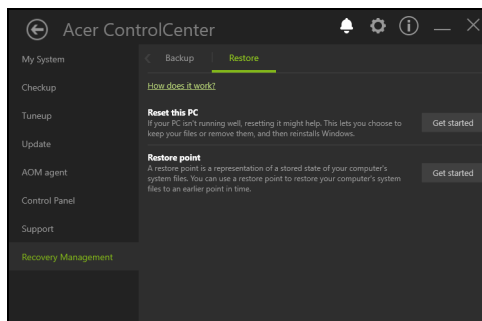 Acer ControlCenter
My System
Checkup
Tuneup
Update
AOM agent
Control Panel
Support
Recovery Management
Backup
Restore
How does it work?
Reset this PC
If your PC isn't running well, resetting it might help. This lets you choose to
keep your files or remove them, and then reinstalls Windows.
Get started
Restore point
A restore point is a representation of a stored state of your computer's
system files. You can use a restore point to restore your computer's system
files to an earlier point in time.
Get started